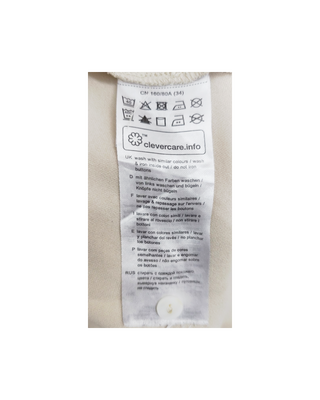 CN 160/80A (34)
clevercare.info
UK wash with similar colours / wash
& iron inside out / do not iron
buttons
D mit ähnlichen Farben waschen /
von links waschen und bügeln /
Knöpfe nicht bügeln
F laver avec couleurs similaires /
lavage & repassage sur l'envers /
ne pas repasser les boutons
I lavare con colori simili / lavare e
stirare al rovescio / non stirare i
bottoni
E lavar con colores similares / lavar
y planchar del revés / no planchar
los botones
P lavar com peças de cores
semelhantes / lavar e engomar
do avesso / não engomar
os botões
RUS